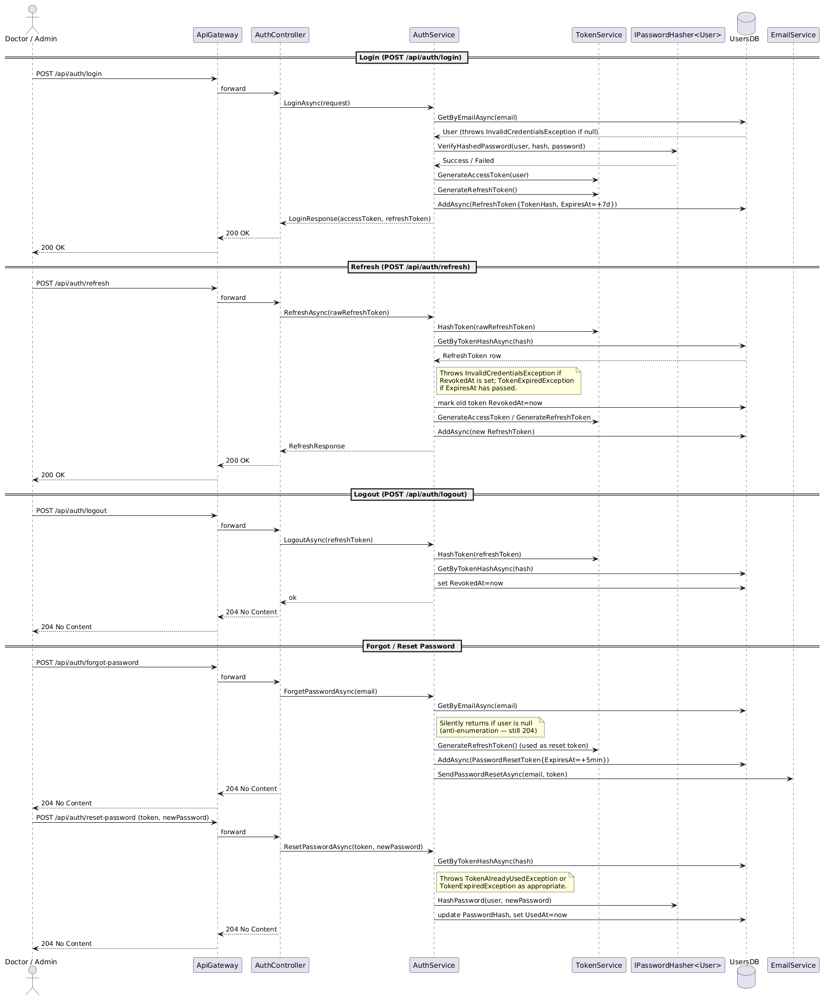 Doctor / Admin
ApiGateway
AuthController
AuthService
TokenService
IPasswordHasher<User>
UsersDB
EmailService
Login (POST /api/auth/login)
POST /api/auth/login
forward
LoginAsync(request)
GetByEmailAsync(email)
User (throws InvalidCredentialsException if null)
VerifyHashedPassword(user, hash, password)
Success / Failed
GenerateAccessToken(user)
GenerateRefreshToken()
AddAsync(RefreshToken{TokenHash, ExpiresAt=+7d})
LoginResponse(accessToken, refreshToken)
200 OK
200 OK
Refresh (POST /api/auth/refresh)
POST /api/auth/refresh
forward
RefreshAsync(rawRefreshToken)
HashToken(rawRefreshToken)
GetByTokenHashAsync(hash)
RefreshToken row
Throws InvalidCredentialsException if
RevokedAt is set; TokenExpiredException
if ExpiresAt has passed.
mark old token RevokedAt=now
GenerateAccessToken / GenerateRefreshToken
AddAsync(new RefreshToken)
RefreshResponse
200 OK
200 OK
Logout (POST /api/auth/logout)
POST /api/auth/logout
forward
LogoutAsync(refreshToken)
HashToken(refreshToken)
GetByTokenHashAsync(hash)
set RevokedAt=now
ok
204 No Content
204 No Content
Forgot / Reset Password
POST /api/auth/forgot-password
forward
ForgetPasswordAsync(email)
GetByEmailAsync(email)
Silently returns if user is null
(anti-enumeration — still 204)
GenerateRefreshToken() (used as reset token)
AddAsync(PasswordResetToken{ExpiresAt=+5min})
SendPasswordResetAsync(email, token)
204 No Content
204 No Content
POST /api/auth/reset-password (token, newPassword)
forward
ResetPasswordAsync(token, newPassword)
GetByTokenHashAsync(hash)
Throws TokenAlreadyUsedException or
TokenExpiredException as appropriate.
HashPassword(user, newPassword)
update PasswordHash, set UsedAt=now
204 No Content
204 No Content
Doctor / Admin
ApiGateway
AuthController
AuthService
TokenService
IPasswordHasher<User>
UsersDB
EmailService